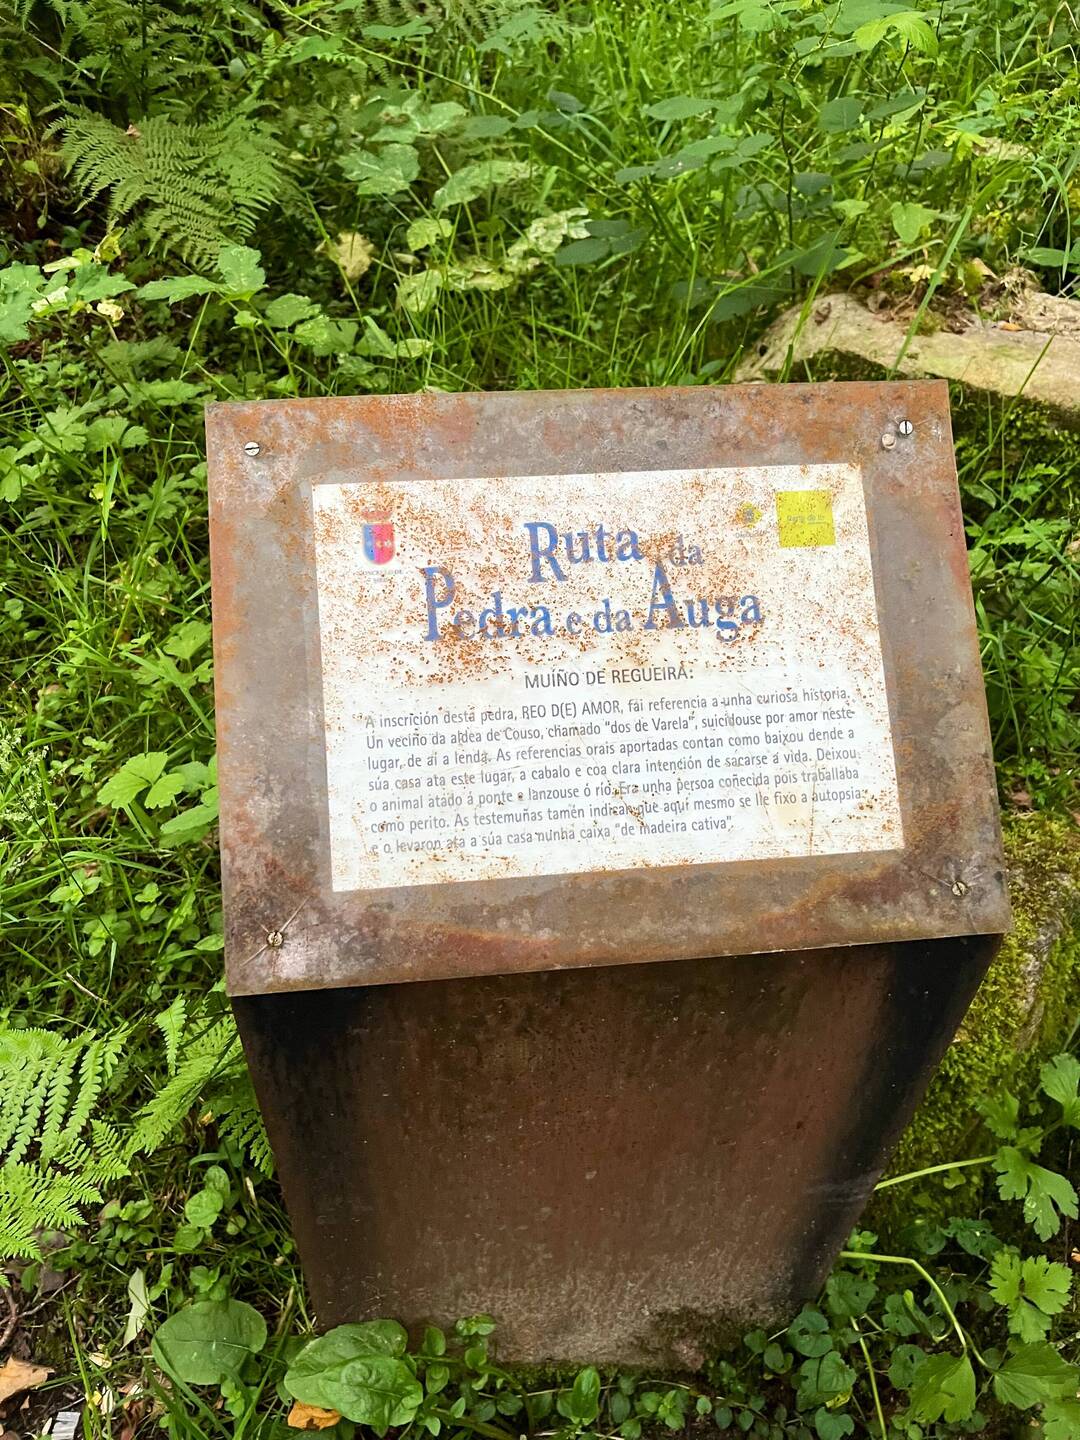 Ruta da
Pedra e da Auga
MUÍÑO DE REGUEIRA:
A inscrición desta pedra, REO D(E) AMOR, fai referencia a unha curiosa historia.
Un veciño da aldea de Couso, chamado "dos de Varela", suicidouse por amor neste
lugar, de aí a lenda. As referencias orais aportadas contan como baixou dende a
súa casa ata este lugar, a cabalo e coa clara intención de sacarse a vida. Deixou
o animal atado á ponte e lanzouse ó río. Era unha persoa coñecida pois traballaba
como perito. As testemuñas tamén indican que aquí mesmo se lle fixo a autopsia
e o levaron ata a súa casa nunha caixa "de madeira cativa"